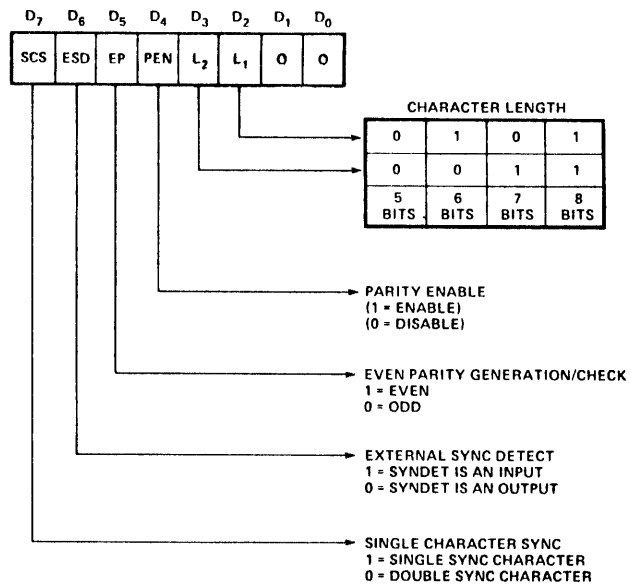 D7 D6 D5 D4 D3 D2 D1 D0
SCS ESD EP PEN L2 L1 0 0
CHARACTER LENGTH
0 1 0 1
0 0 1 1
5 BITS 6 BITS 7 BITS 8 BITS
PARITY ENABLE
(1 = ENABLE)
(0 = DISABLE)
EVEN PARITY GENERATION/CHECK
1 = EVEN
0 = ODD
EXTERNAL SYNC DETECT
1 = SYNDET IS AN INPUT
0 = SYNDET IS AN OUTPUT
SINGLE CHARACTER SYNC
1 = SINGLE SYNC CHARACTER
0 = DOUBLE SYNC CHARACTER